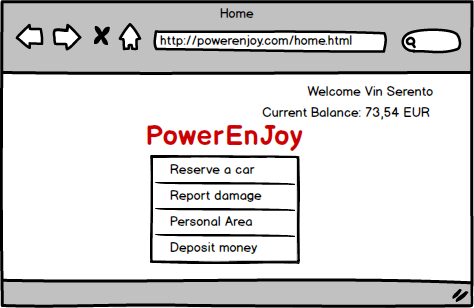 Home
http://powerenjoy.com/home.html
Welcome Vin Serento
Current Balance: 73,54 EUR
PowerEnJoy
Reserve a car
Report damage
Personal Area
Deposit money